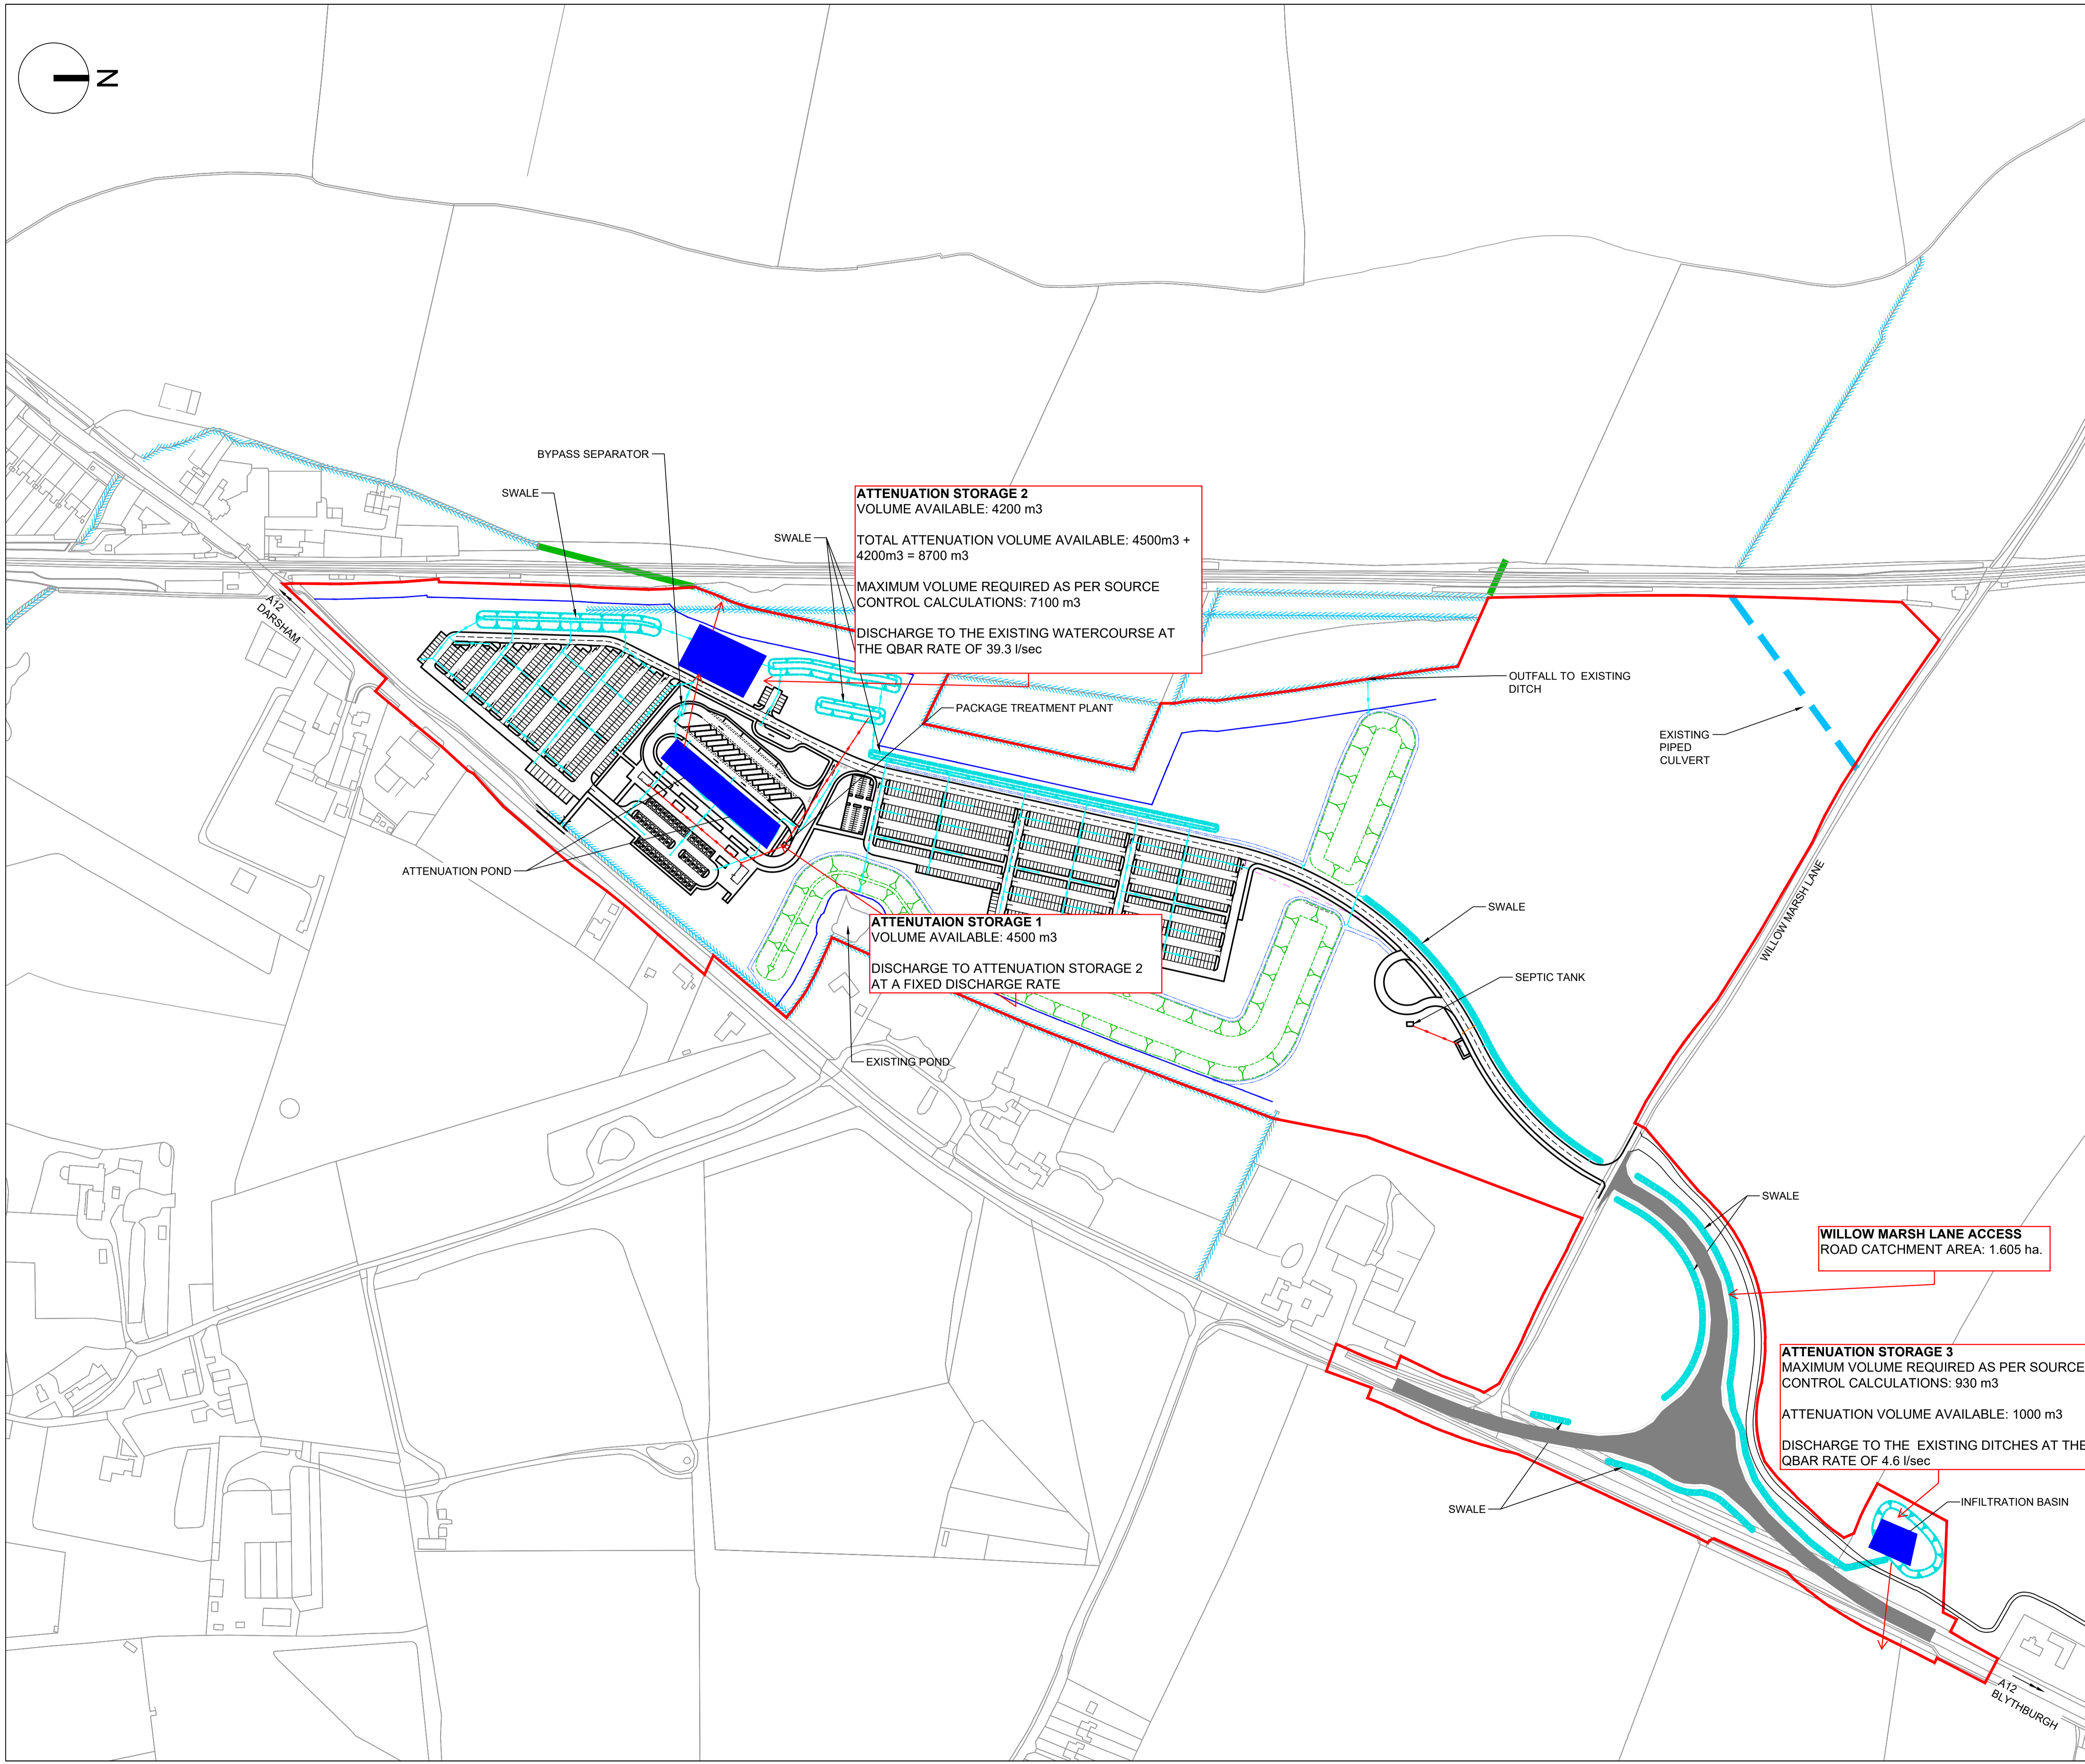 N
BYPASS SEPARATOR
SWALE
SWALE
ATTENUATION STORAGE 2
VOLUME AVAILABLE: 4200 m3
TOTAL ATTENUATION VOLUME AVAILABLE: 4500m3 +
4200m3 = 8700 m3
MAXIMUM VOLUME REQUIRED AS PER SOURCE
CONTROL CALCULATIONS: 7100 m3
DISCHARGE TO THE EXISTING WATERCOURSE AT
THE QBAR RATE OF 39.3 l/sec
A12
DARSHAM
PACKAGE TREATMENT PLANT
OUTFALL TO EXISTING
DITCH
EXISTING
PIPED
CULVERT
ATTENUATION POND
WILLOW MARSH LANE
SWALE
ATTENUTAION STORAGE 1
VOLUME AVAILABLE: 4500 m3
DISCHARGE TO ATTENUATION STORAGE 2
AT A FIXED DISCHARGE RATE
SEPTIC TANK
EXISTING POND
SWALE
WILLOW MARSH LANE ACCESS
ROAD CATCHMENT AREA: 1.605 ha.
ATTENUATION STORAGE 3
MAXIMUM VOLUME REQUIRED AS PER SOURCE
CONTROL CALCULATIONS: 930 m3
ATTENUATION VOLUME AVAILABLE: 1000 m3
DISCHARGE TO THE EXISTING DITCHES AT THE
QBAR RATE OF 4.6 l/sec
SWALE
INFILTRATION BASIN
A12
BLYTHBURGH